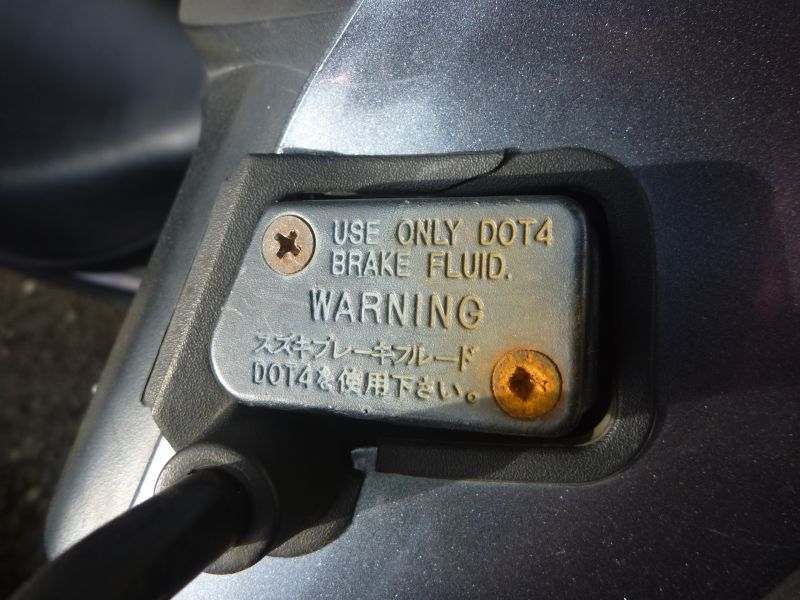 USE ONLY DOT4
BRAKE FLUID.
WARNING
スズキブレーキフルード
DOT4を使用下さい。